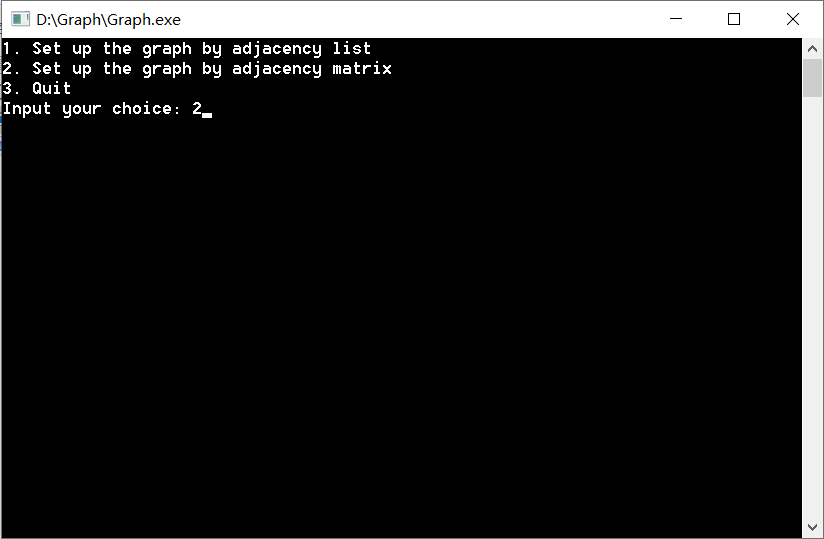 D:\Graph\Graph.exe
1. Set up the graph by adjacency list
2. Set up the graph by adjacency matrix
3. Quit
Input your choice: 2